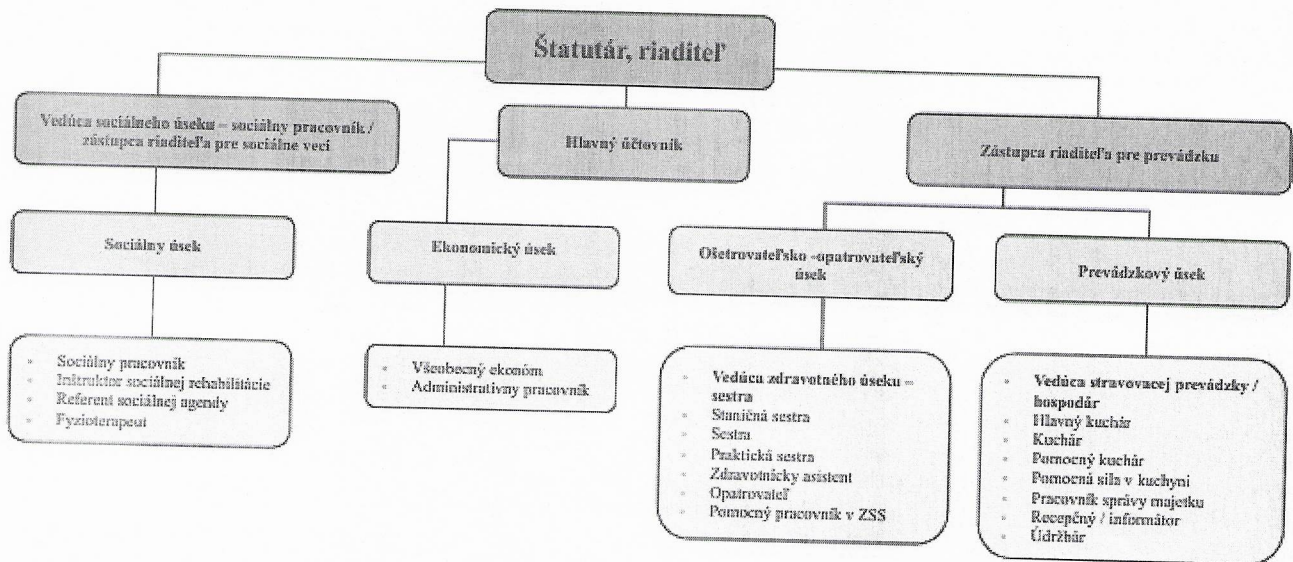 Štatutár, riaditeľ
Vedúca sociálneho úseku – sociálny pracovník /
zástupca riaditeľa pre sociálne veci
Hlavný účtovník
Zástupca riaditeľa pre prevádzku
Sociálny úsek
Ekonomický úsek
Ošetrovateľsko -opatrovateľský
úsek
Prevádzkový úsek
Sociálny pracovník
Inštruktor sociálnej rehabilitácie
Referent sociálnej agendy
Fyzioterapeut
Všeobecný ekonóm
Administratívny pracovník
Vedúca zdravotného úseku –
sestra
Staničná sestra
Sestra
Praktická sestra
Zdravotnícky asistent
Opatrovateľ
Pomocný pracovník v ZSS
Vedúca stravovacej prevádzky /
hospodár
Hlavný kuchár
Kuchár
Pomocný kuchár
Pomocná sila v kuchyni
Pracovník správy majetku
Recepčný / informátor
Údržbár